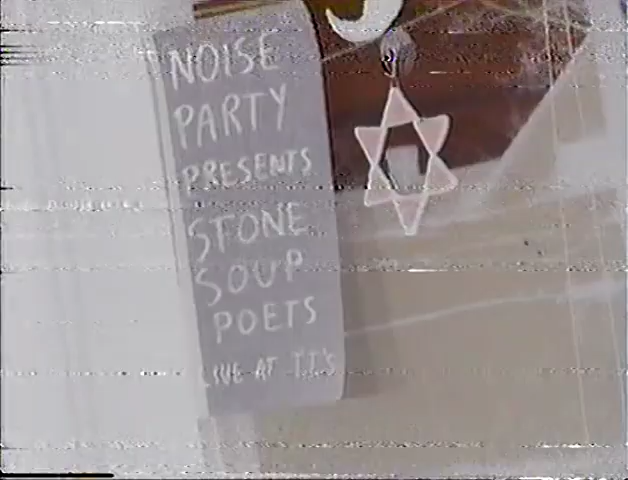 NOISE
PARTY
PRESENTS
STONE
SOUP
POETS
LIVE AT T.T.'S